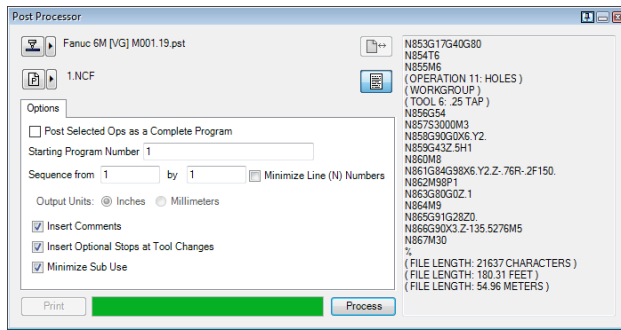 Post Processor
Fanuc 6M [VG] M001.19.pst
1.NCF
Options
Post Selected Ops as a Complete Program
Starting Program Number 1
Sequence from 1 by 1 Minimize Line (N) Numbers
Output Units: Inches Millimeters
Insert Comments
Insert Optional Stops at Tool Changes
Minimize Sub Use
Print
Process
N853G17G40G80
N854T6
N855M6
( OPERATION 11: HOLES )
( WORKGROUP )
( TOOL 6: .25 TAP )
N856G54
N857S3000M3
N858G90G0X6.Y2.
N859G43Z.5H1
N860M8
N861G84G98X6.Y2.Z-.76R-.2F150.
N862M98P1
N863G80G0Z.1
N864M9
N865G91G28Z0.
N866G90X3.Z-135.5276M5
N867M30
%
( FILE LENGTH: 21637 CHARACTERS )
( FILE LENGTH: 180.31 FEET )
( FILE LENGTH: 54.96 METERS )